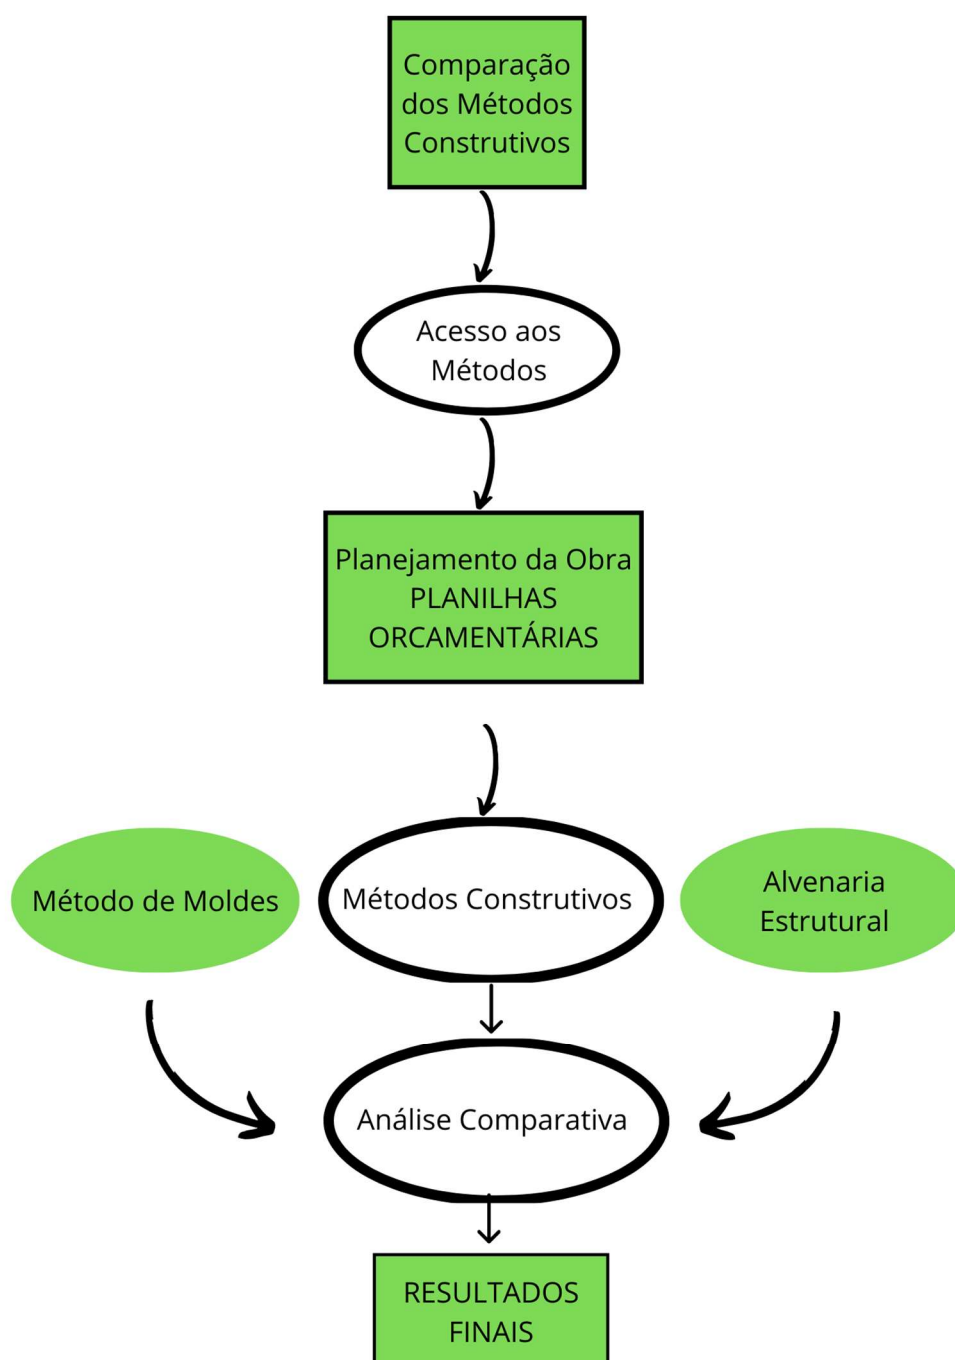 Comparação
dos Métodos
Construtivos
Acesso aos
Métodos
Planejamento da Obra
PLANILHAS
ORCAMENTÁRIAS
Método de Moldes
Métodos Construtivos
Alvenaria
Estrutural
Análise Comparativa
RESULTADOS
FINAIS